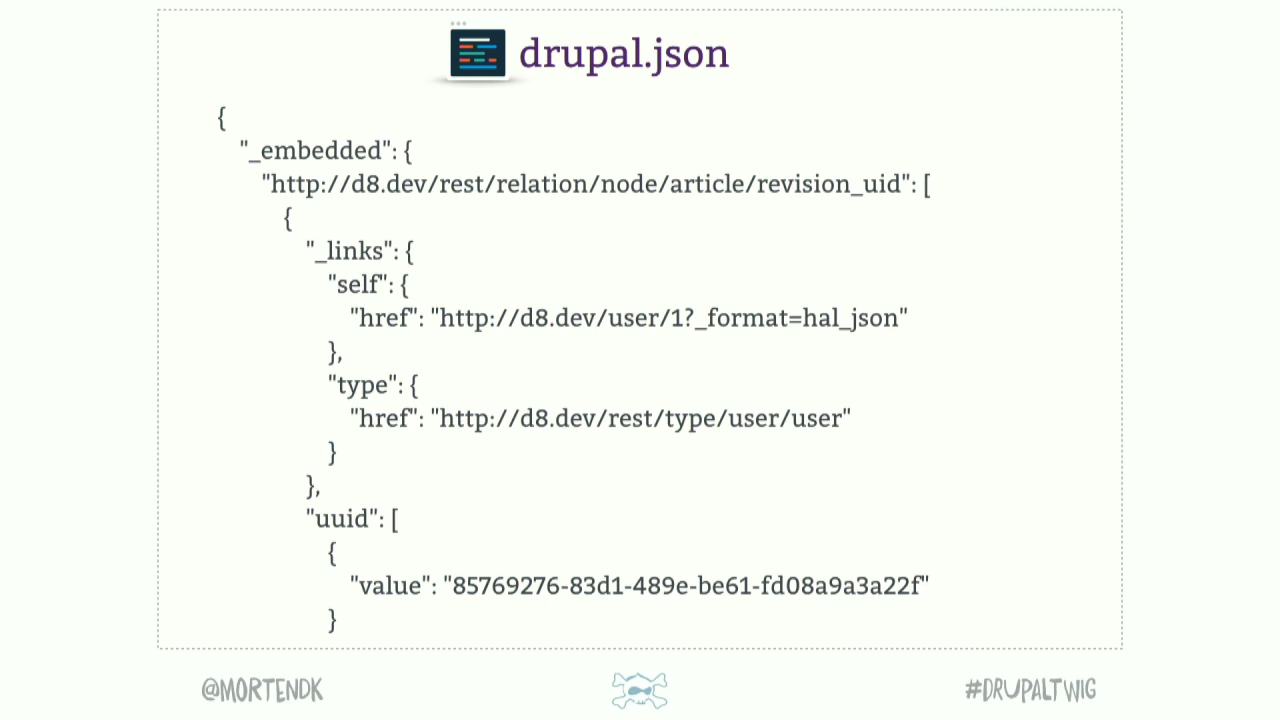 drupal.json
{
"_embedded": {
"http://d8.dev/rest/relation/node/article/revision_uid": [
{
"_links": {
"self": {
"href": "http://d8.dev/user/1?_format=hal_json"
},
"type": {
"href": "http://d8.dev/rest/type/user/user"
}
},
"uuid": [
{
"value": "85769276-83d1-489e-be61-fd08a9a3a22f"
}
@MORTENDK
#DRUPALTWIG